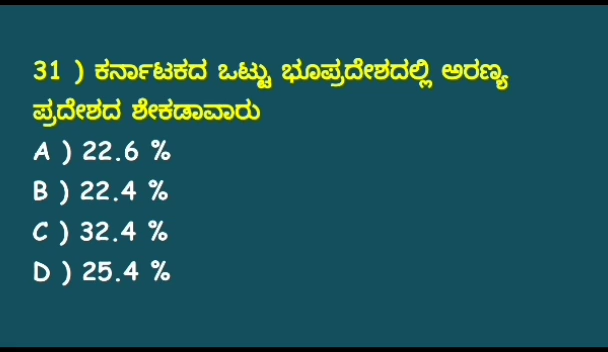 31 ) ಕರ್ನಾಟಕದ ಒಟ್ಟು ಭೂಪ್ರದೇಶದಲ್ಲಿ ಅರಣ್ಯ
ಪ್ರದೇಶದ ಶೇಕಡಾವಾರು
A ) 22.6 %
B ) 22.4 %
C ) 32.4 %
D ) 25.4 %